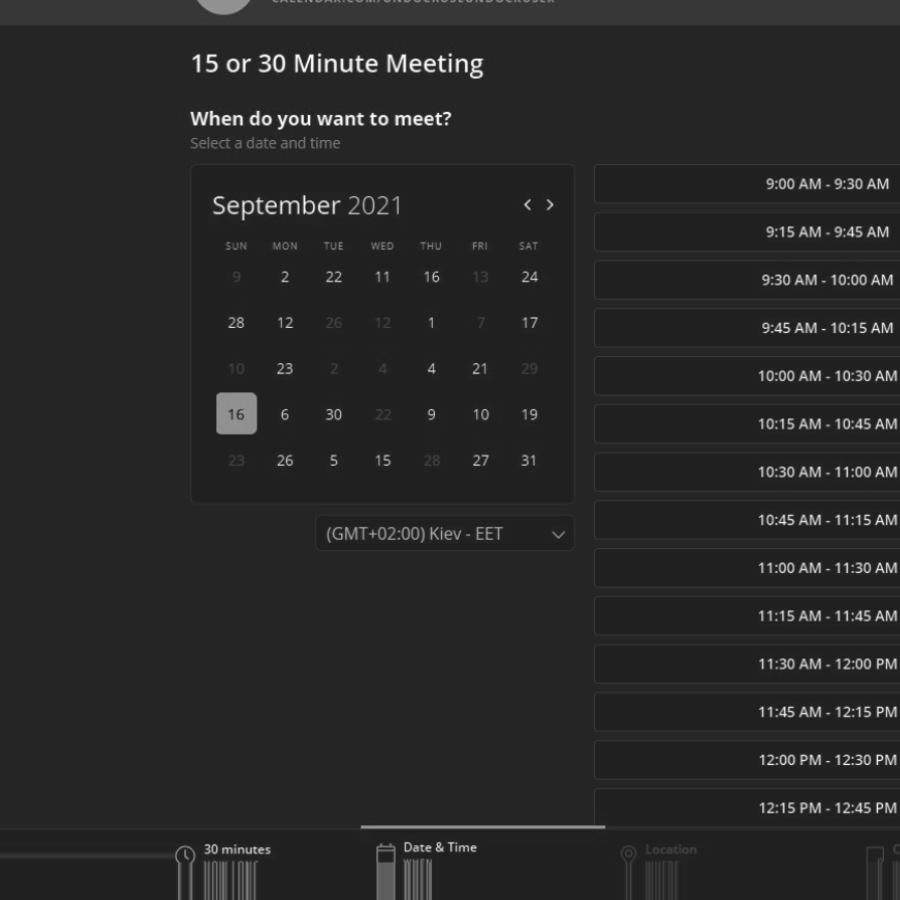 15 or 30 Minute Meeting
When do you want to meet?
Select a date and time
September 2021
SUN MON TUE WED THU FRI SAT
9 2 22 11 16 13 24
28 12 26 12 1 7 17
10 23 2 4 4 21 29
16 6 30 22 9 10 19
23 26 5 15 28 27 31
(GMT+02:00) Kiev - EET
9:00 AM - 9:30 AM
9:15 AM - 9:45 AM
9:30 AM - 10:00 AM
9:45 AM - 10:15 AM
10:00 AM - 10:30 AM
10:15 AM - 10:45 AM
10:30 AM - 11:00 AM
10:45 AM - 11:15 AM
11:00 AM - 11:30 AM
11:15 AM - 11:45 AM
11:30 AM - 12:00 PM
11:45 AM - 12:15 PM
12:00 PM - 12:30 PM
12:15 PM - 12:45 PM
30 minutes
Date & Time
Location